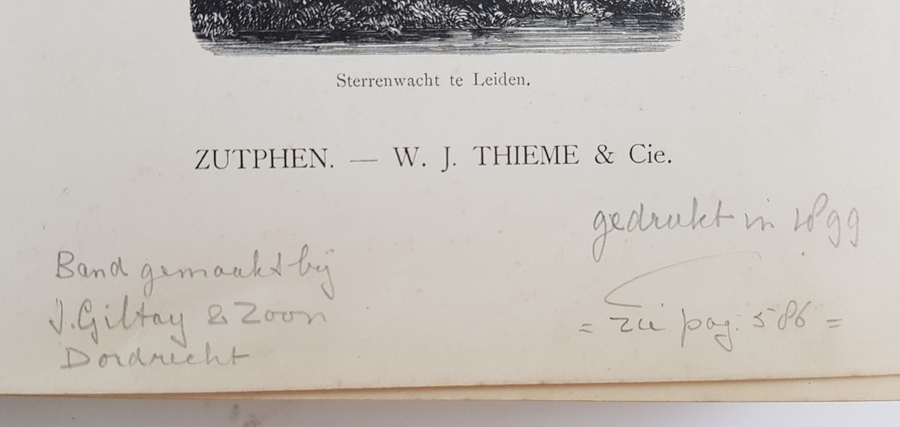 Sterrenwacht te Leiden.
ZUTPHEN. — W. J. THIEME & Cie.
gedrukt in 1899
Band gemaakt bij
J. Giltay & Zoon
Dordrecht
= zie pag. 586 =